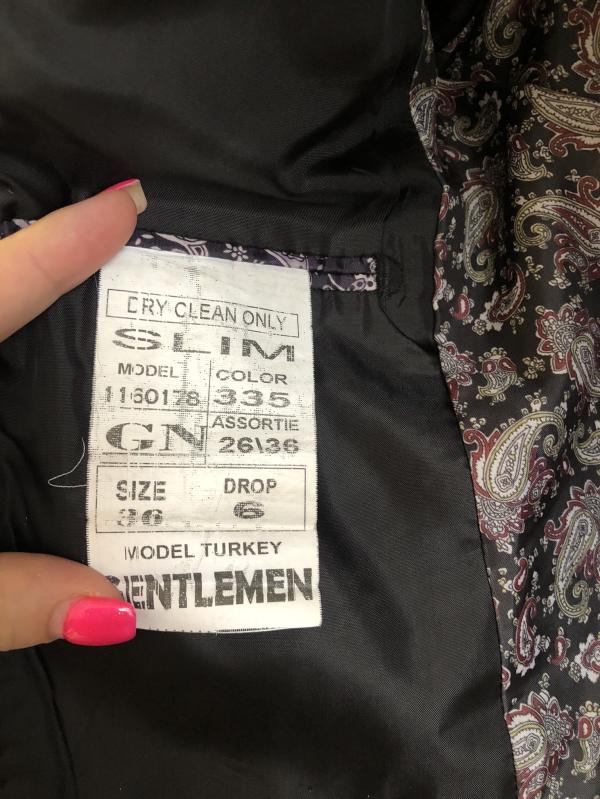 DRY CLEAN ONLY
SLIM
MODEL COLOR
1160178 335
GN ASSORTIE
26\36
SIZE DROP
36 6
MODEL TURKEY
GENTLEMEN